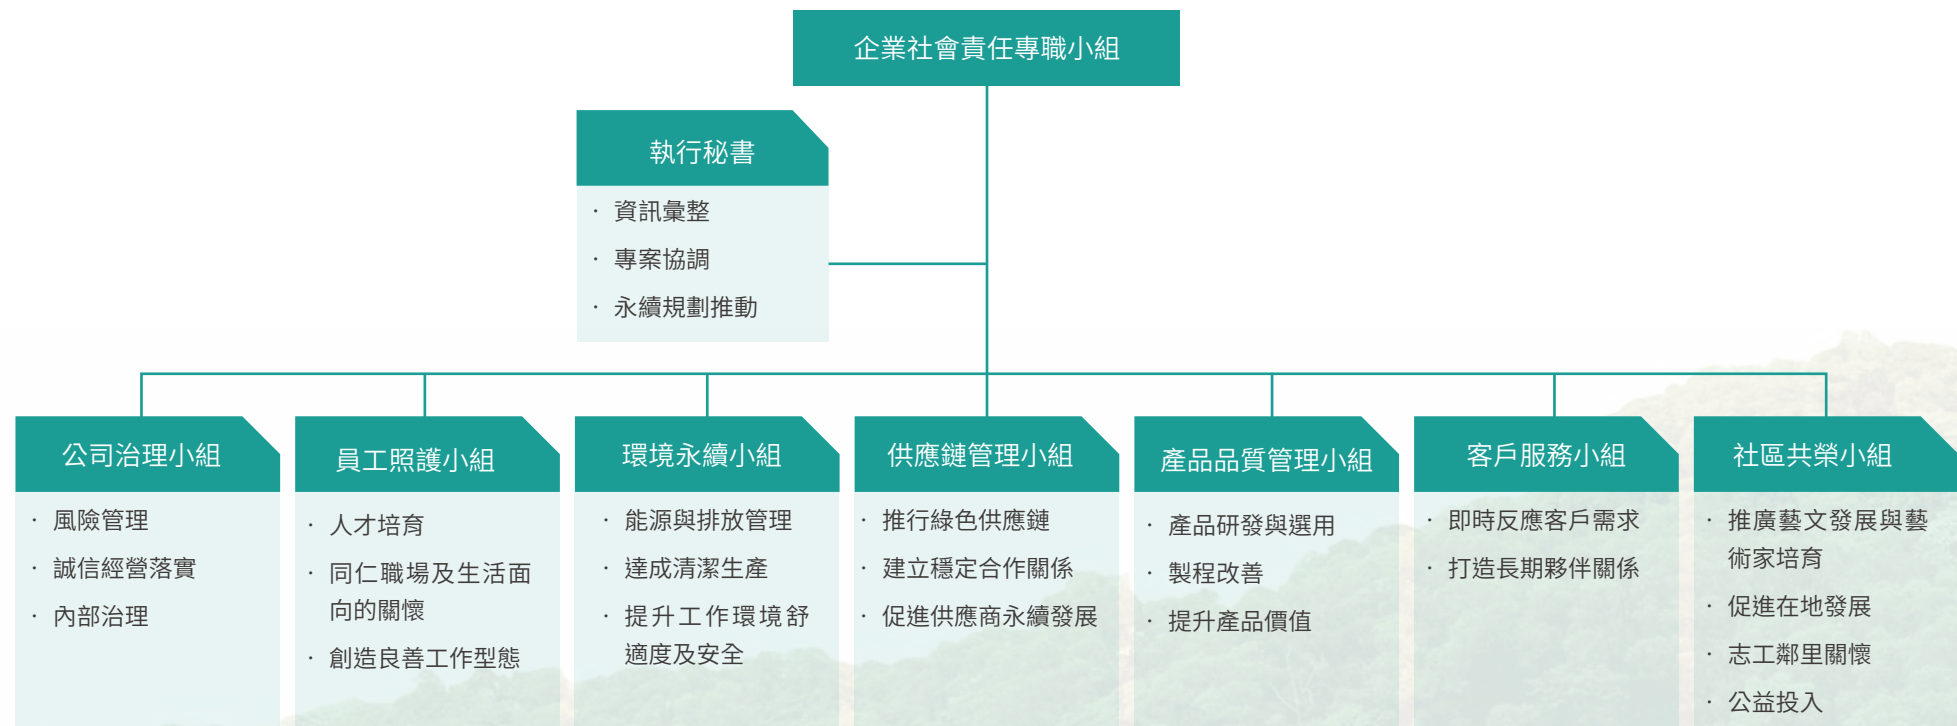 企業社會責任專職小組
執行秘書
· 資訊彙整
· 專案協調
· 永續規劃推動
公司治理小組
· 風險管理
· 誠信經營落實
· 內部治理
員工照護小組
· 人才培育
· 同仁職場及生活面
向的關懷
· 創造良善工作型態
環境永續小組
· 能源與排放管理
· 達成清潔生產
· 提升工作環境舒
適度及安全
供應鏈管理小組
· 推行綠色供應鏈
· 建立穩定合作關係
· 促進供應商永續發展
產品品質管理小組
· 產品研發與選用
· 製程改善
· 提升產品價值
客戶服務小組
· 即時反應客戶需求
· 打造長期夥伴關係
社區共榮小組
· 推廣藝文發展與藝
術家培育
· 促進在地發展
· 志工鄰里關懷
· 公益投入